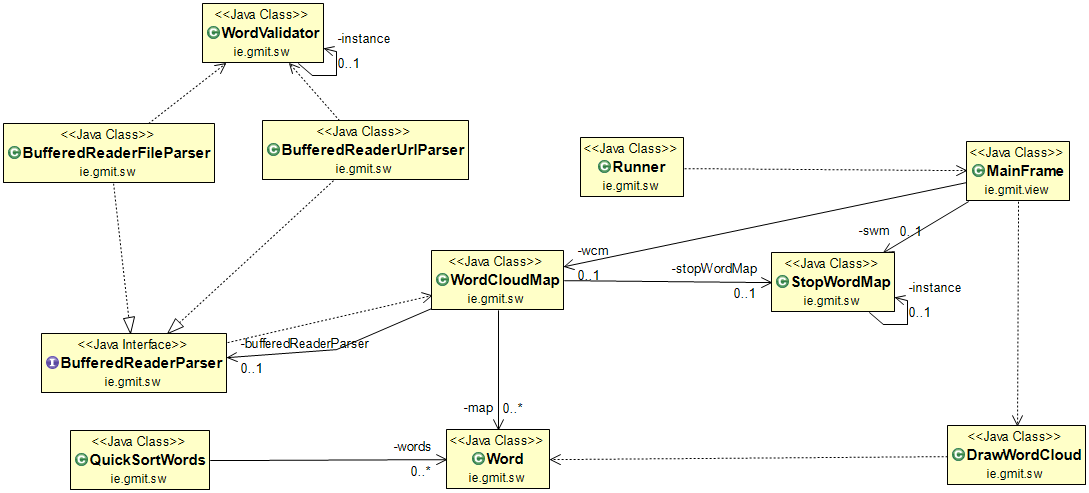 <<Java Class>>
WordValidator
ie.gmit.sw
-instance
0..1
<<Java Class>>
BufferedReaderFileParser
ie.gmit.sw
<<Java Class>>
BufferedReaderUrlParser
ie.gmit.sw
<<Java Class>>
Runner
ie.gmit.sw
<<Java Class>>
MainFrame
ie.gmit.view
-swm 0..1
-wcm
0..1
<<Java Class>>
WordCloudMap
ie.gmit.sw
-stopWordMap
0..1
<<Java Class>>
StopWordMap
ie.gmit.sw
-instance
0..1
<<Java Interface>>
BufferedReaderParser
ie.gmit.sw
-bufferedReaderParser
0..1
-map 0..*
<<Java Class>>
QuickSortWords
ie.gmit.sw
-words
0..*
<<Java Class>>
Word
ie.gmit.sw
<<Java Class>>
DrawWordCloud
ie.gmit.sw